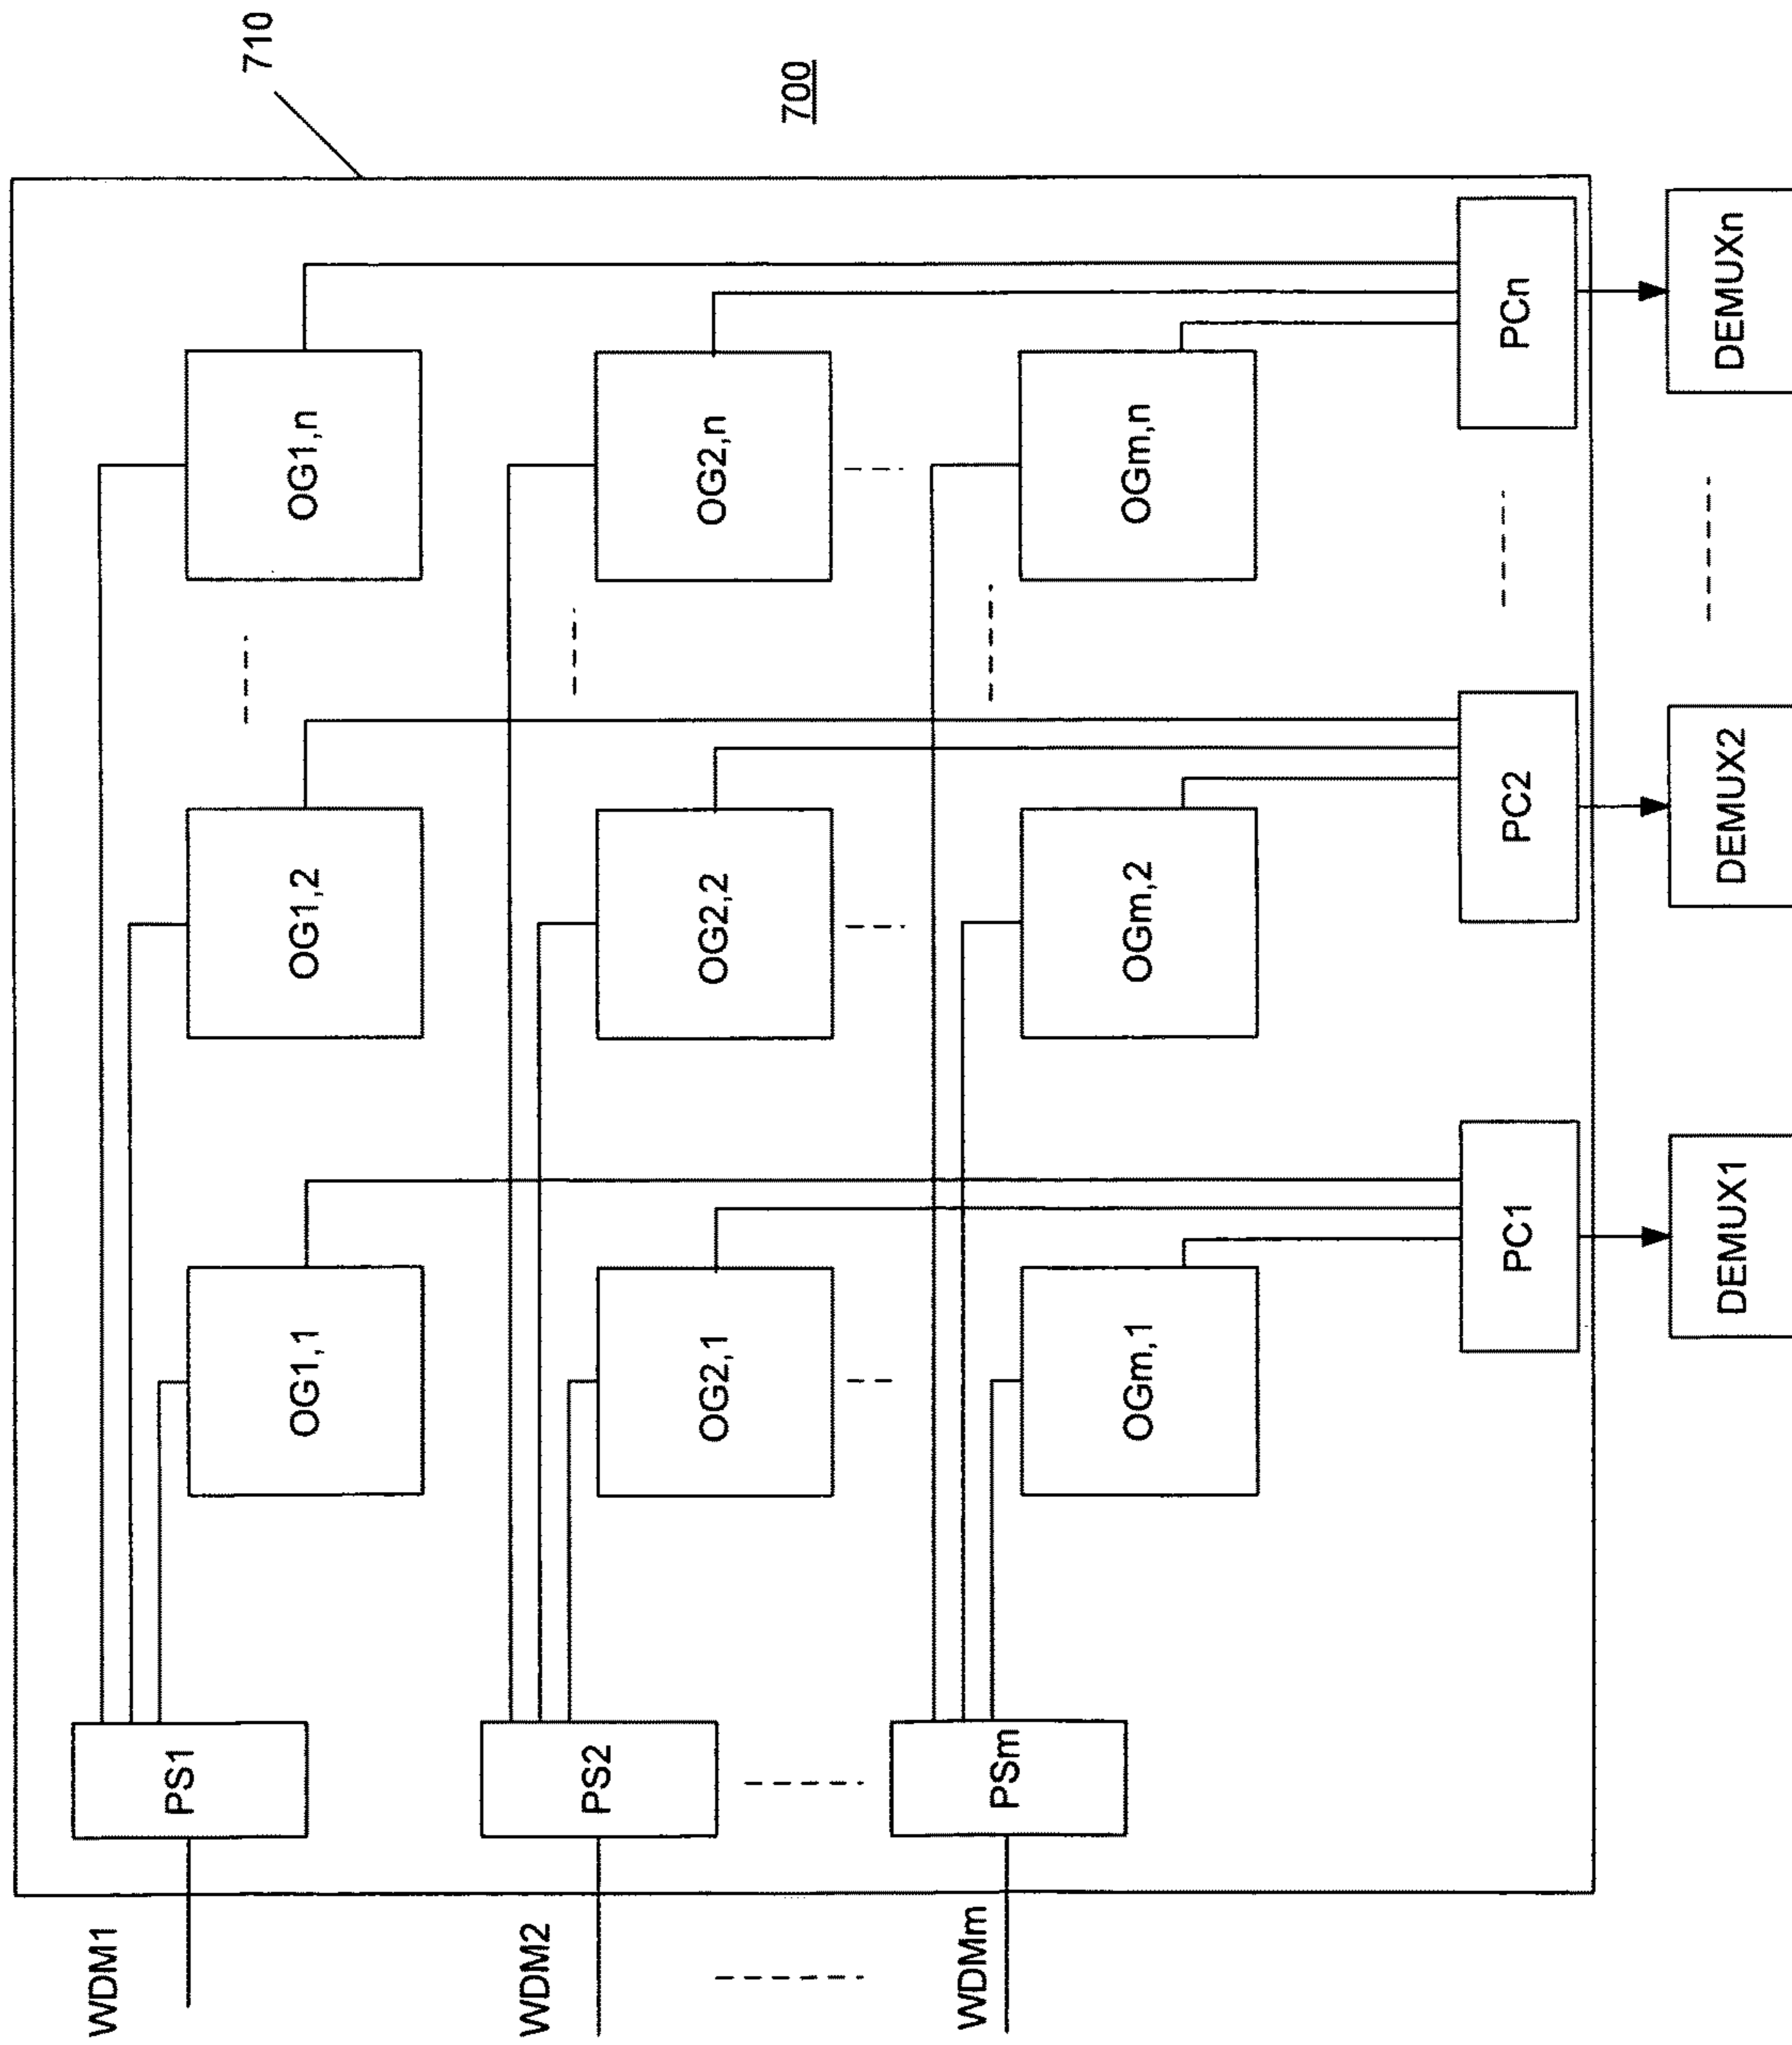 710
700
WDM1
PS1
OG1,1
OG1,2
OG1,n
WDM2
PS2
OG2,1
OG2,2
OG2,n
WDMm
PSm
OGm,1
OGm,2
OGm,n
PC1
PC2
PCn
DEMUX1
DEMUX2
DEMUXn